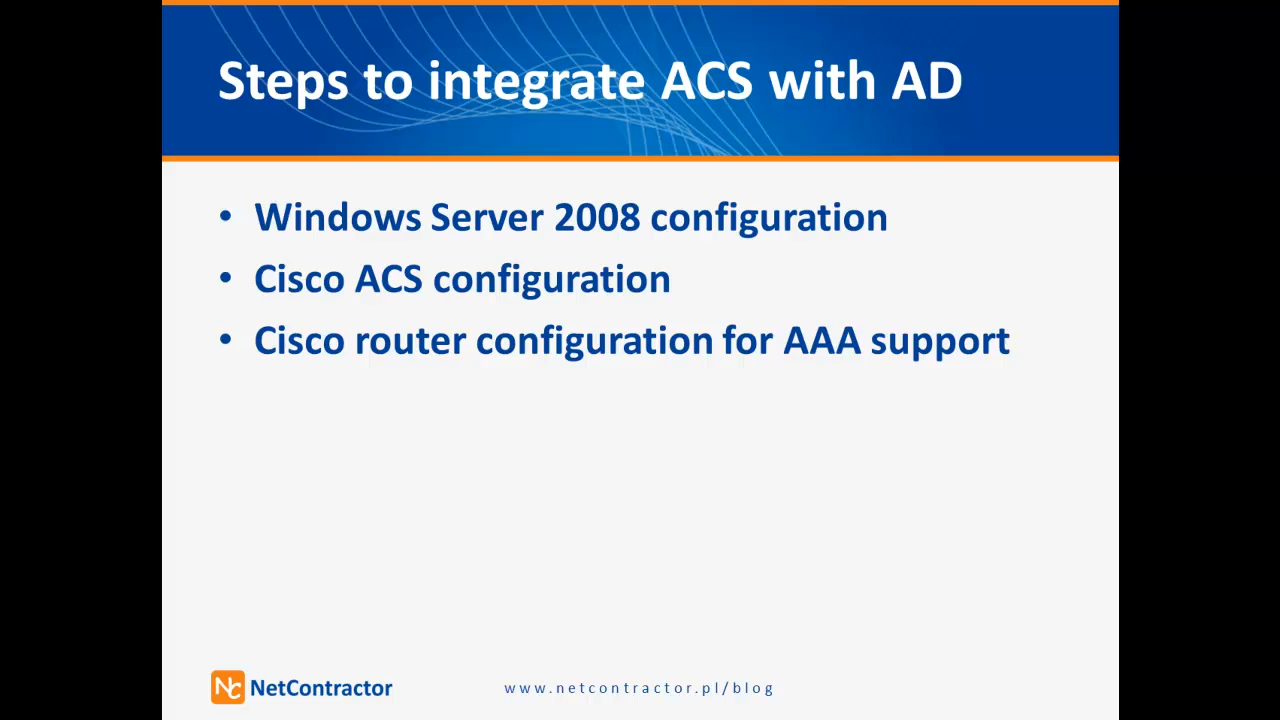 Steps to integrate ACS with AD
• Windows Server 2008 configuration
• Cisco ACS configuration
• Cisco router configuration for AAA support
Nc NetContractor www.netcontractor.pl/blog